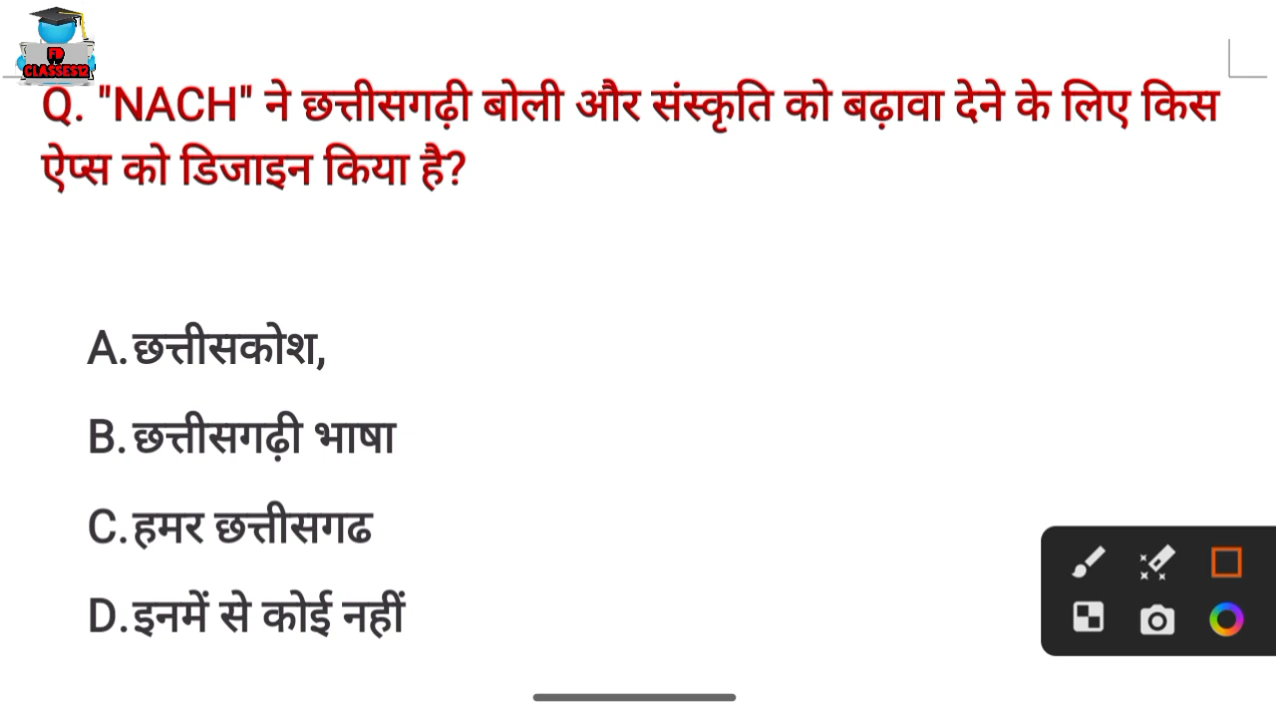 FD
CLASSES12
Q. "NACH" ने छत्तीसगढ़ी बोली और संस्कृति को बढ़ावा देने के लिए किस
ऐप्स को डिजाइन किया है?
A.छत्तीसकोश,
B.छत्तीसगढ़ी भाषा
C.हमर छत्तीसगढ
D.इनमें से कोई नहीं